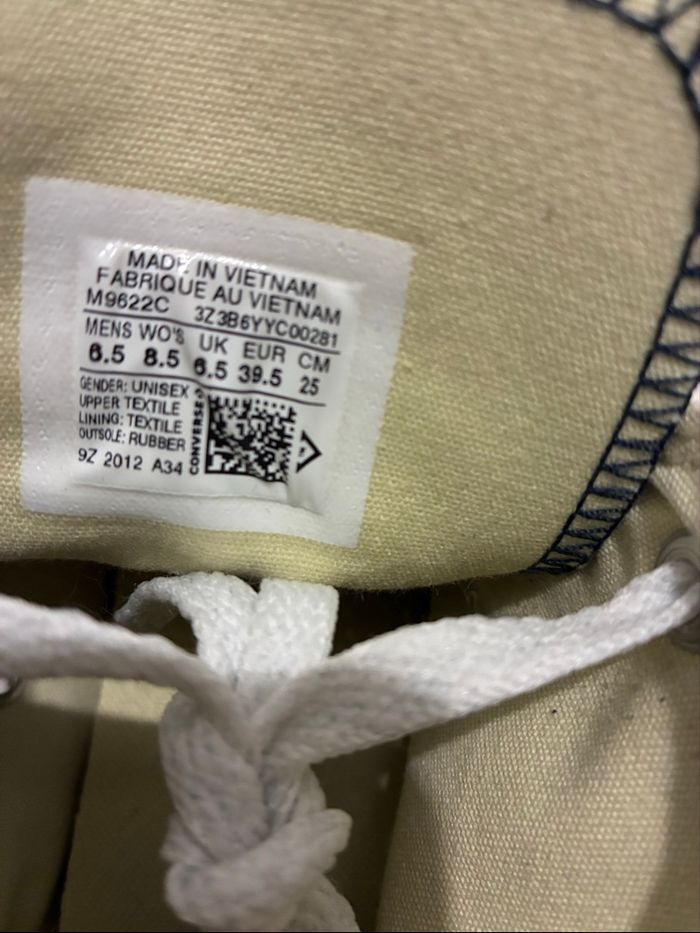 MADE IN VIETNAM
FABRIQUE AU VIETNAM
M9622C 3Z3B6YYC00281
MENS WO'S UK EUR CM
6.5 8.5 6.5 39.5 25
GENDER: UNISEX
UPPER TEXTILE
LINING: TEXTILE
OUTSOLE: RUBBER
9Z 2012 A34
CONVERSE